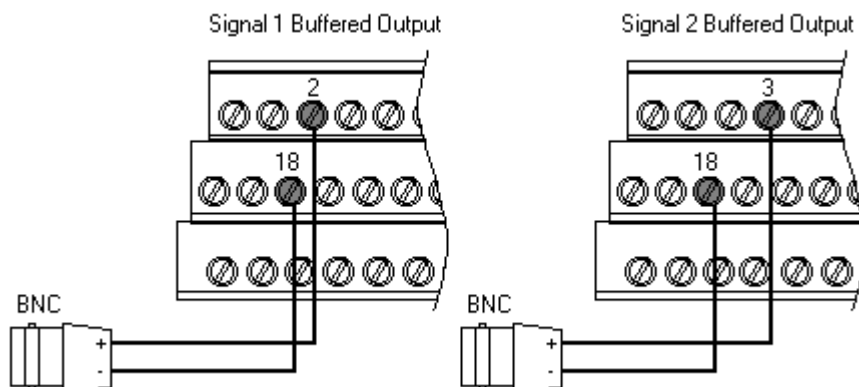 Signal 1 Buffered Output
2
18
BNC
+
-
Signal 2 Buffered Output
3
18
BNC
+
-